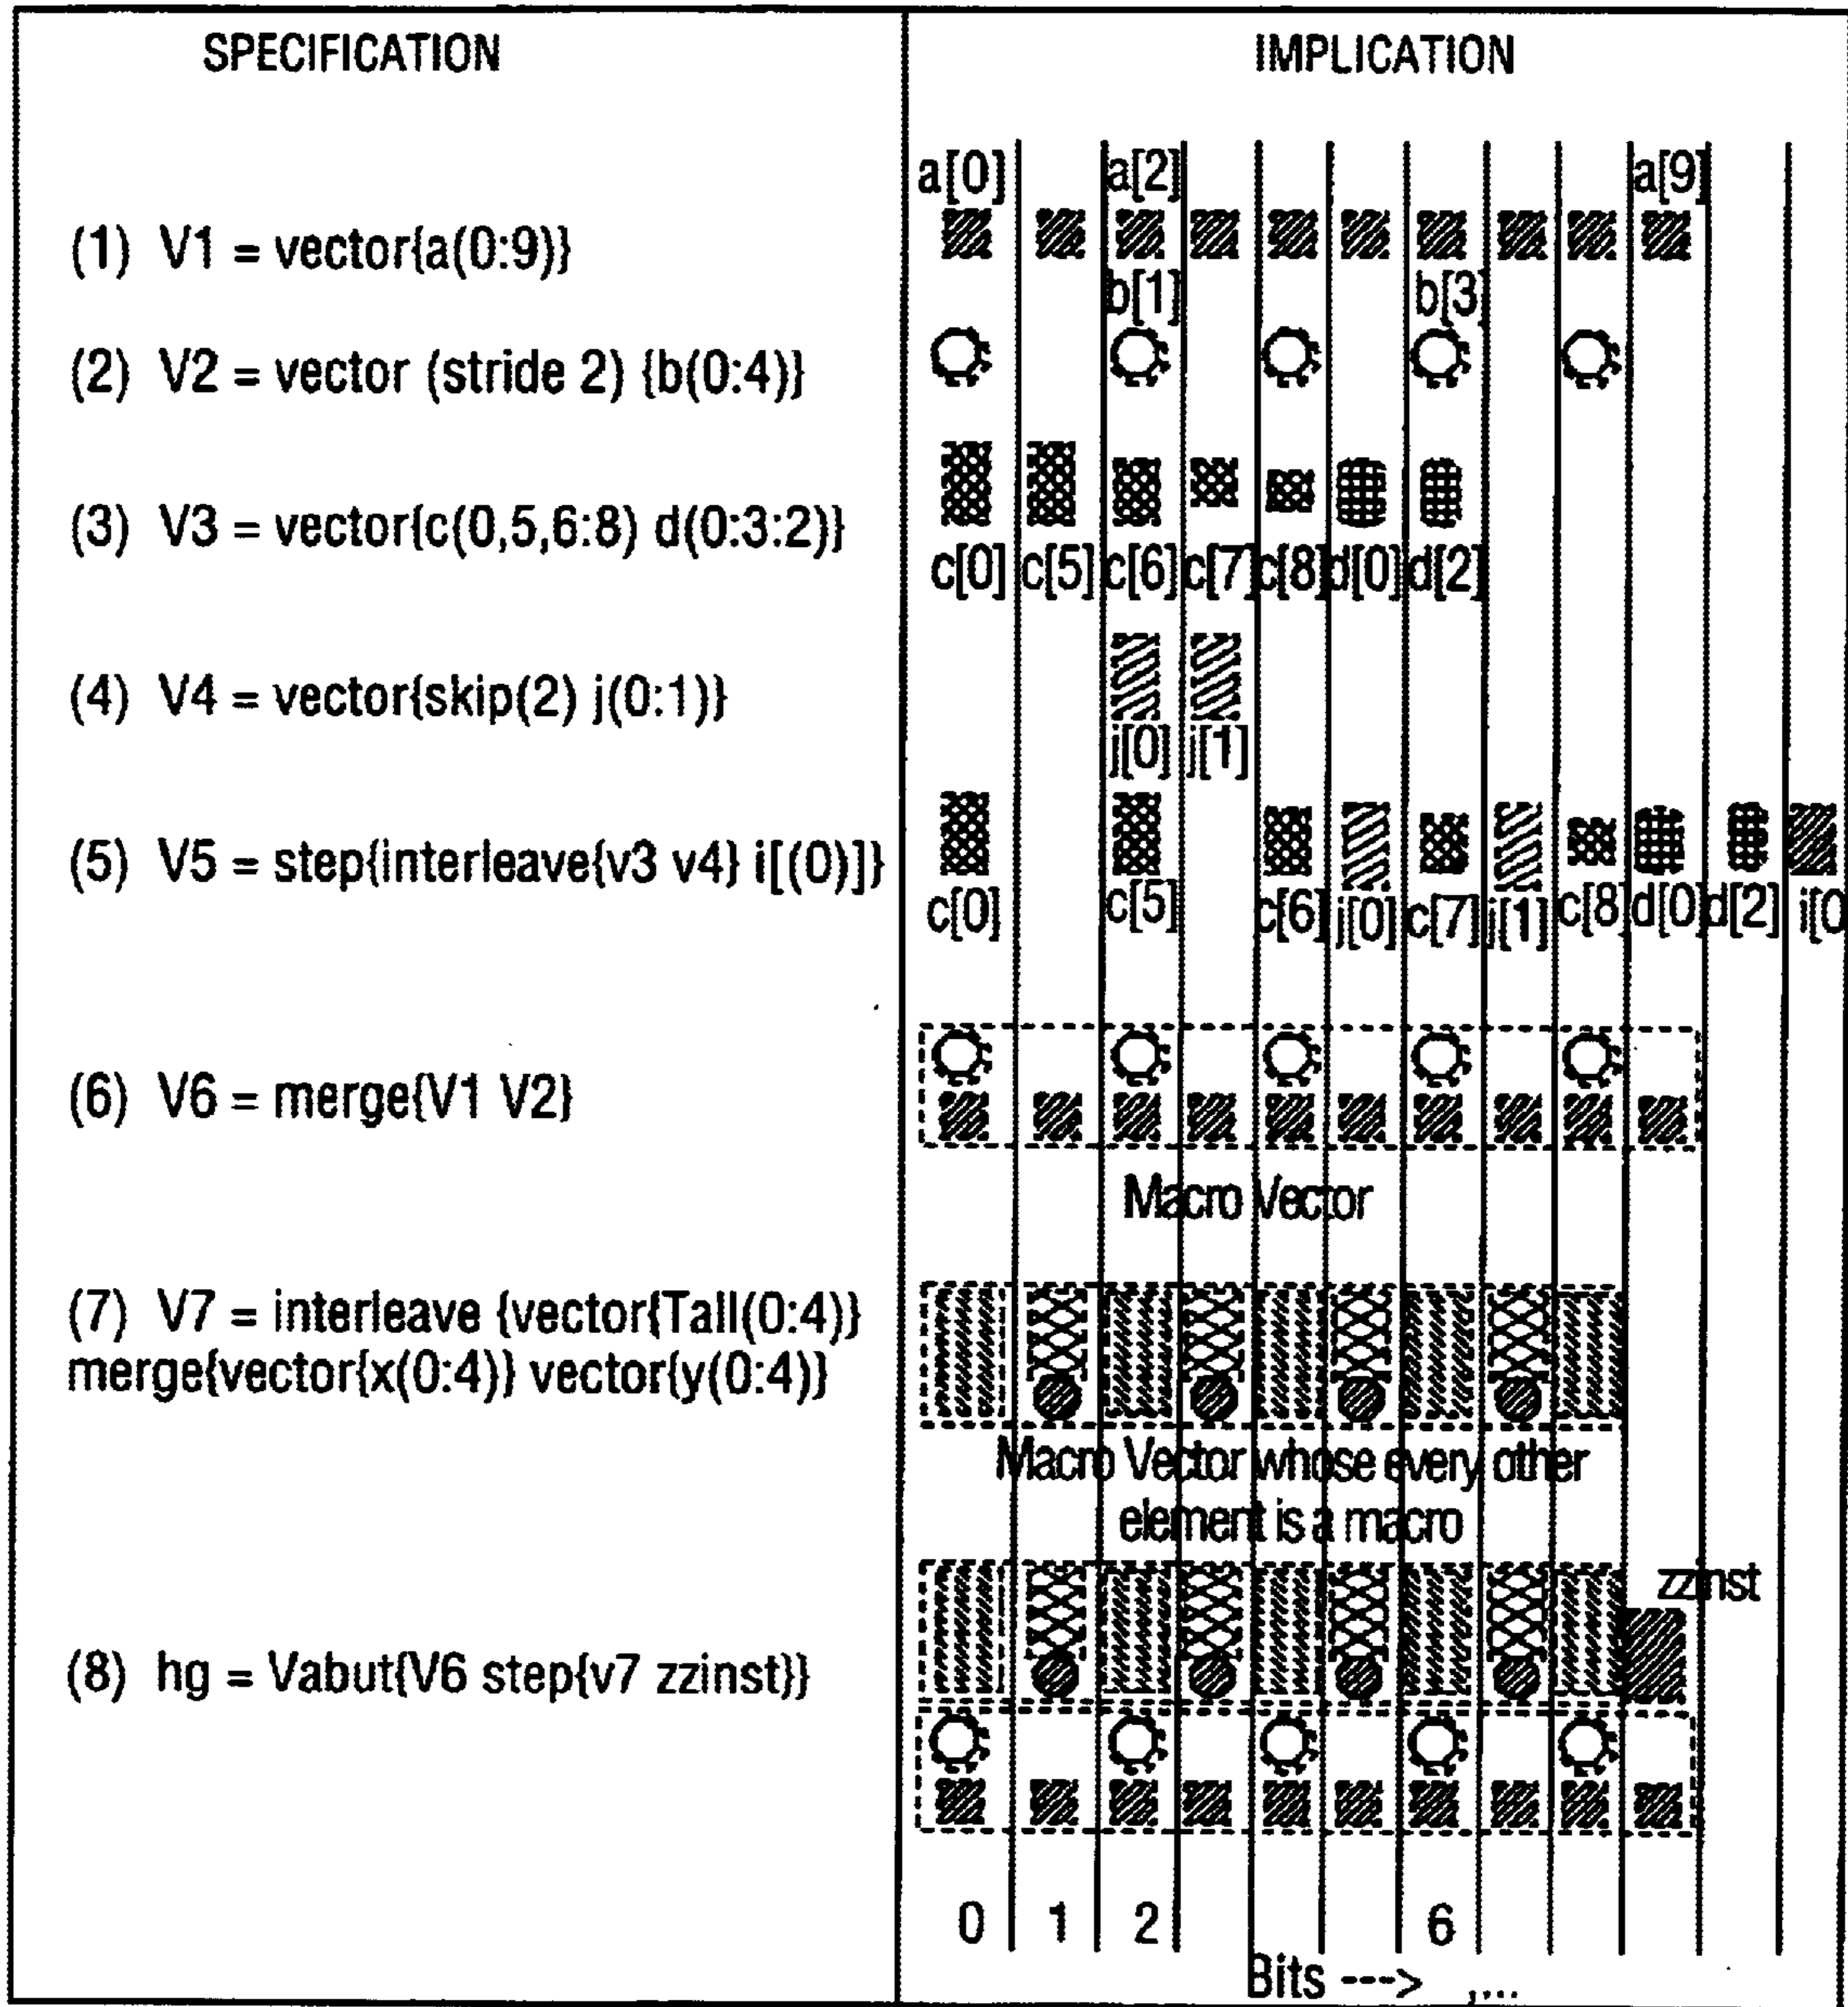 SPECIFICATION
IMPLICATION
a[0] a[2] a[9]
(1) V1 = vector{a(0:9)}
b[1] b[3]
(2) V2 = vector (stride 2) {b(0:4)}
(3) V3 = vector{c(0,5,6:8) d(0:3:2)}
c[0] c[5] c[6] c[7] c[8] d[0] d[2]
(4) V4 = vector{skip(2) j(0:1)}
j[0] j[1]
(5) V5 = step{interleave{v3 v4} i[(0)]}
c[0] c[5] c[6] j[0] c[7] j[1] c[8] d[0] d[2] i[0
(6) V6 = merge{V1 V2}
Macro Vector
(7) V7 = interleave {vector{Tall(0:4)}
merge{vector{x(0:4)} vector{y(0:4)}
Macro Vector whose every other
element is a macro
zzinst
(8) hg = Vabut{V6 step{v7 zzinst}}
0 1 2 6
Bits ---> ,...